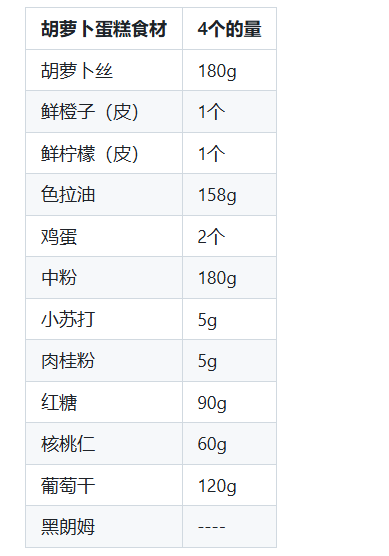 胡萝卜蛋糕食材 4个的量
胡萝卜丝 180g
鲜橙子（皮） 1个
鲜柠檬（皮） 1个
色拉油 158g
鸡蛋 2个
中粉 180g
小苏打 5g
肉桂粉 5g
红糖 90g
核桃仁 60g
葡萄干 120g
黑朗姆 ----